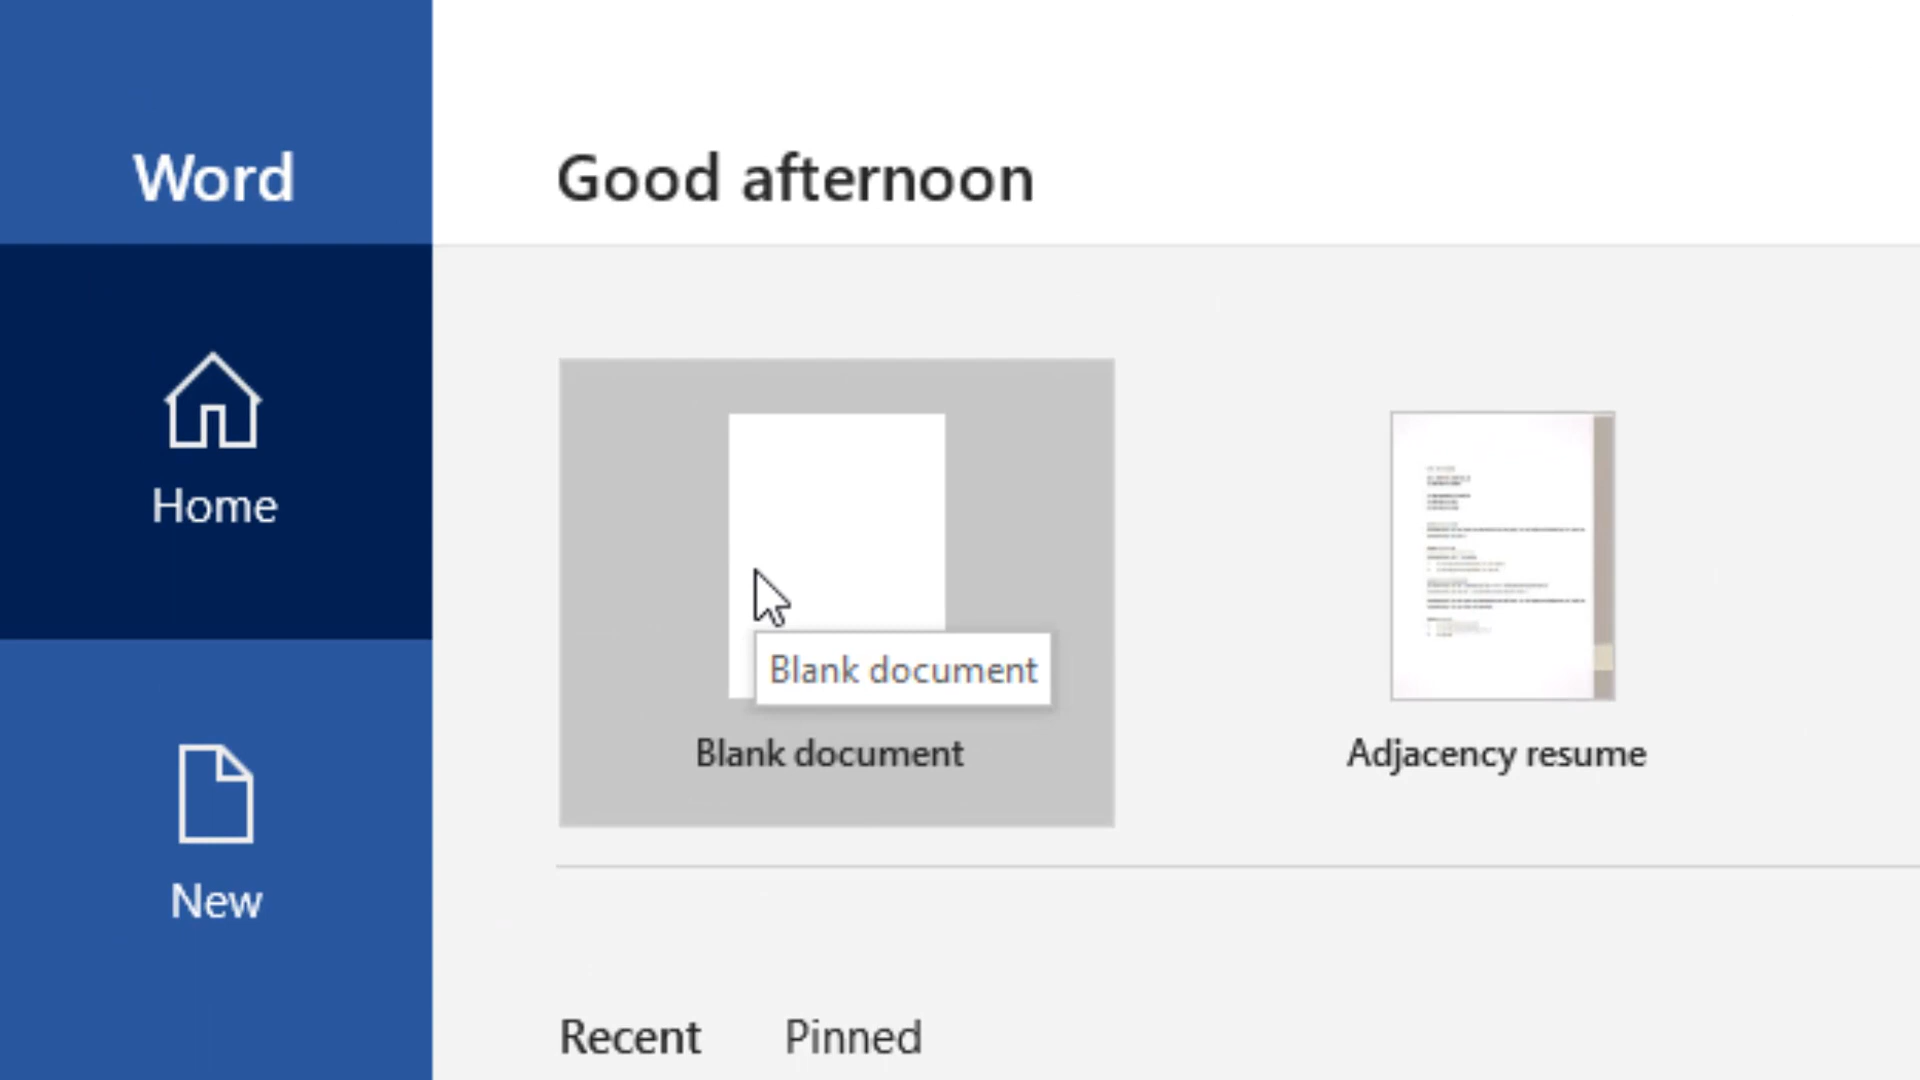 Word
Good afternoon
Home
New
Blank document
Blank document
Adjacency resume
Recent
Pinned